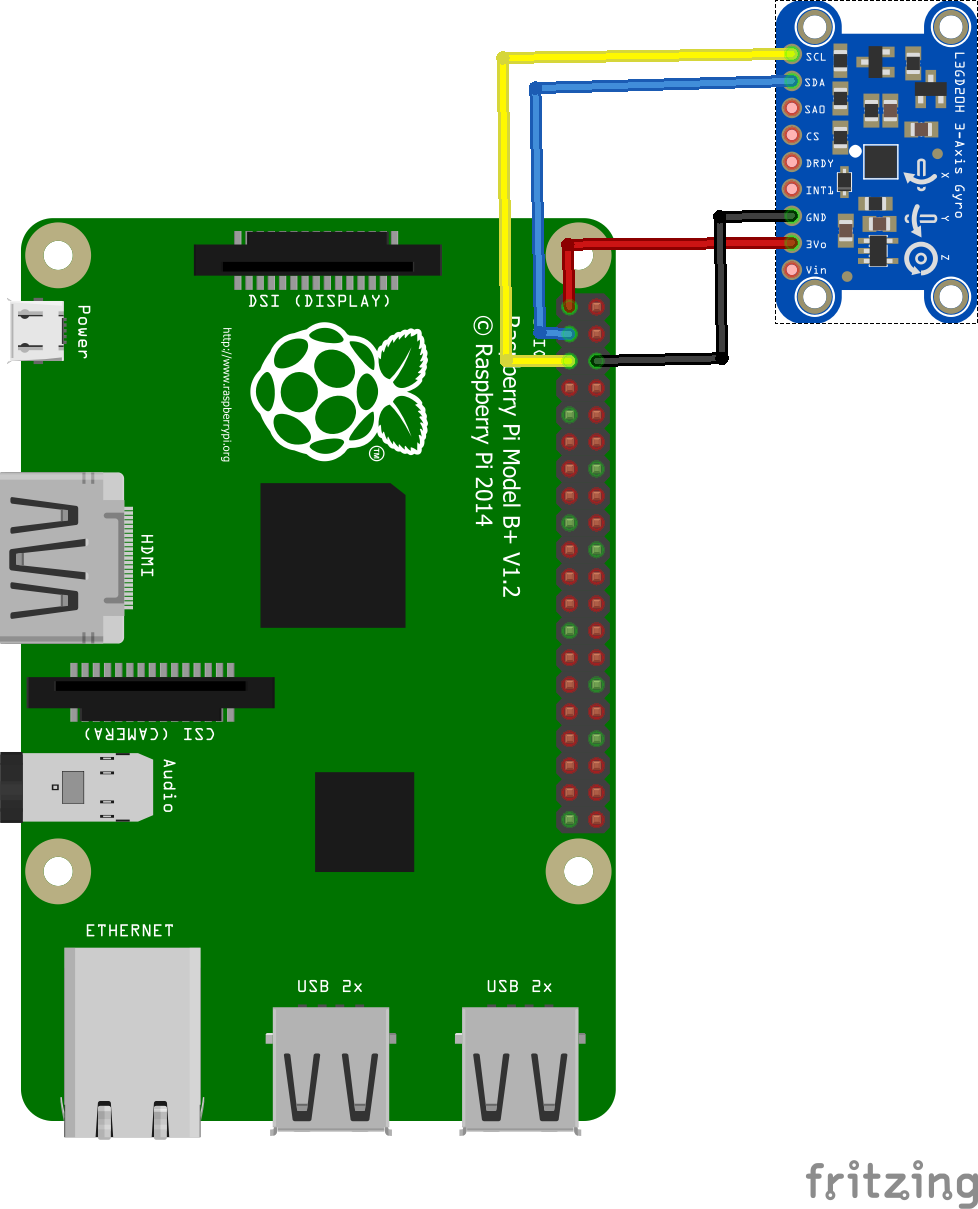 SCL
SDA
SAO
CS
DRDY
INT1
GND
3Vo
Vin
L3GD20H 3-Axis Gyro
X
Y
Z
DSI (DISPLAY)
Power
http://www.raspberrypi.org
TM
Raspberry Pi Model B+ V1.2
© Raspberry Pi 2014
HDMI
CSI (CAMERA)
Audio
ETHERNET
USB 2x
USB 2x
fritzing